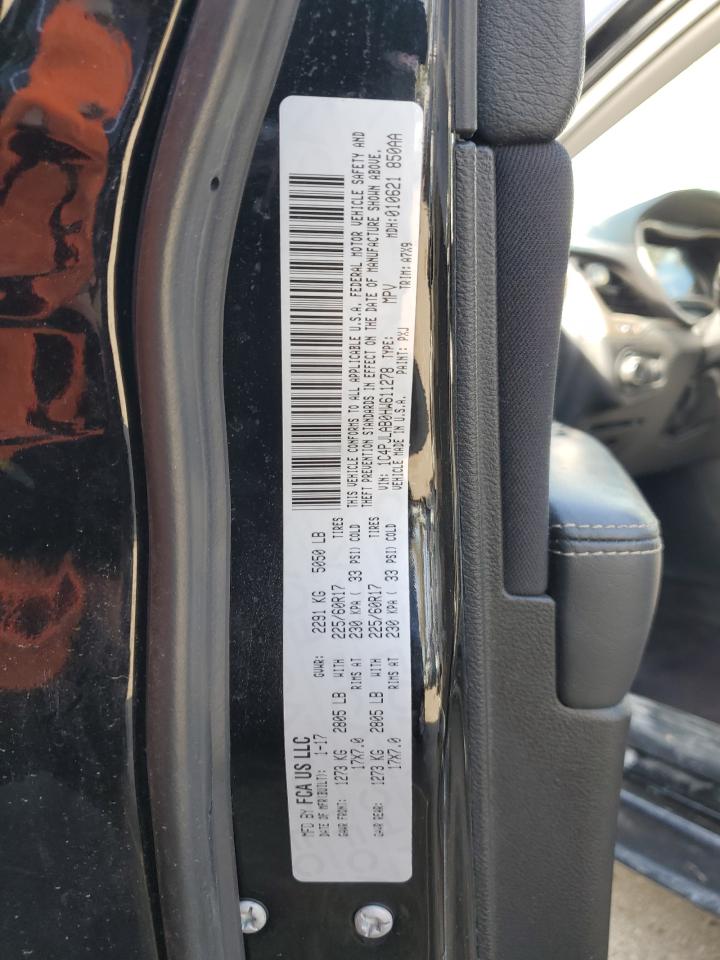 MFD BY FCA US LLC
DATE OF MFR(BUILT): 1-17 GVWR: 2291 KG 5050 LB
GAWR FRONT: 1273 KG 2805 LB WITH 225/60R17 TIRES
17X7.0 RIMS AT 230 KPA ( 33 PSI) COLD
GAWR REAR: 1273 KG 2805 LB WITH 225/60R17 TIRES
17X7.0 RIMS AT 230 KPA ( 33 PSI) COLD
THIS VEHICLE CONFORMS TO ALL APPLICABLE U.S.A. FEDERAL MOTOR VEHICLE SAFETY AND
THEFT PREVENTION STANDARDS IN EFFECT ON THE DATE OF MANUFACTURE SHOWN ABOVE.
VIN: 1C4PJLAB0HW611278 TYPE: MPV MDH:010621 850AA
VEHICLE MADE IN U.S.A. PAINT: PXJ TRIM: A7X9